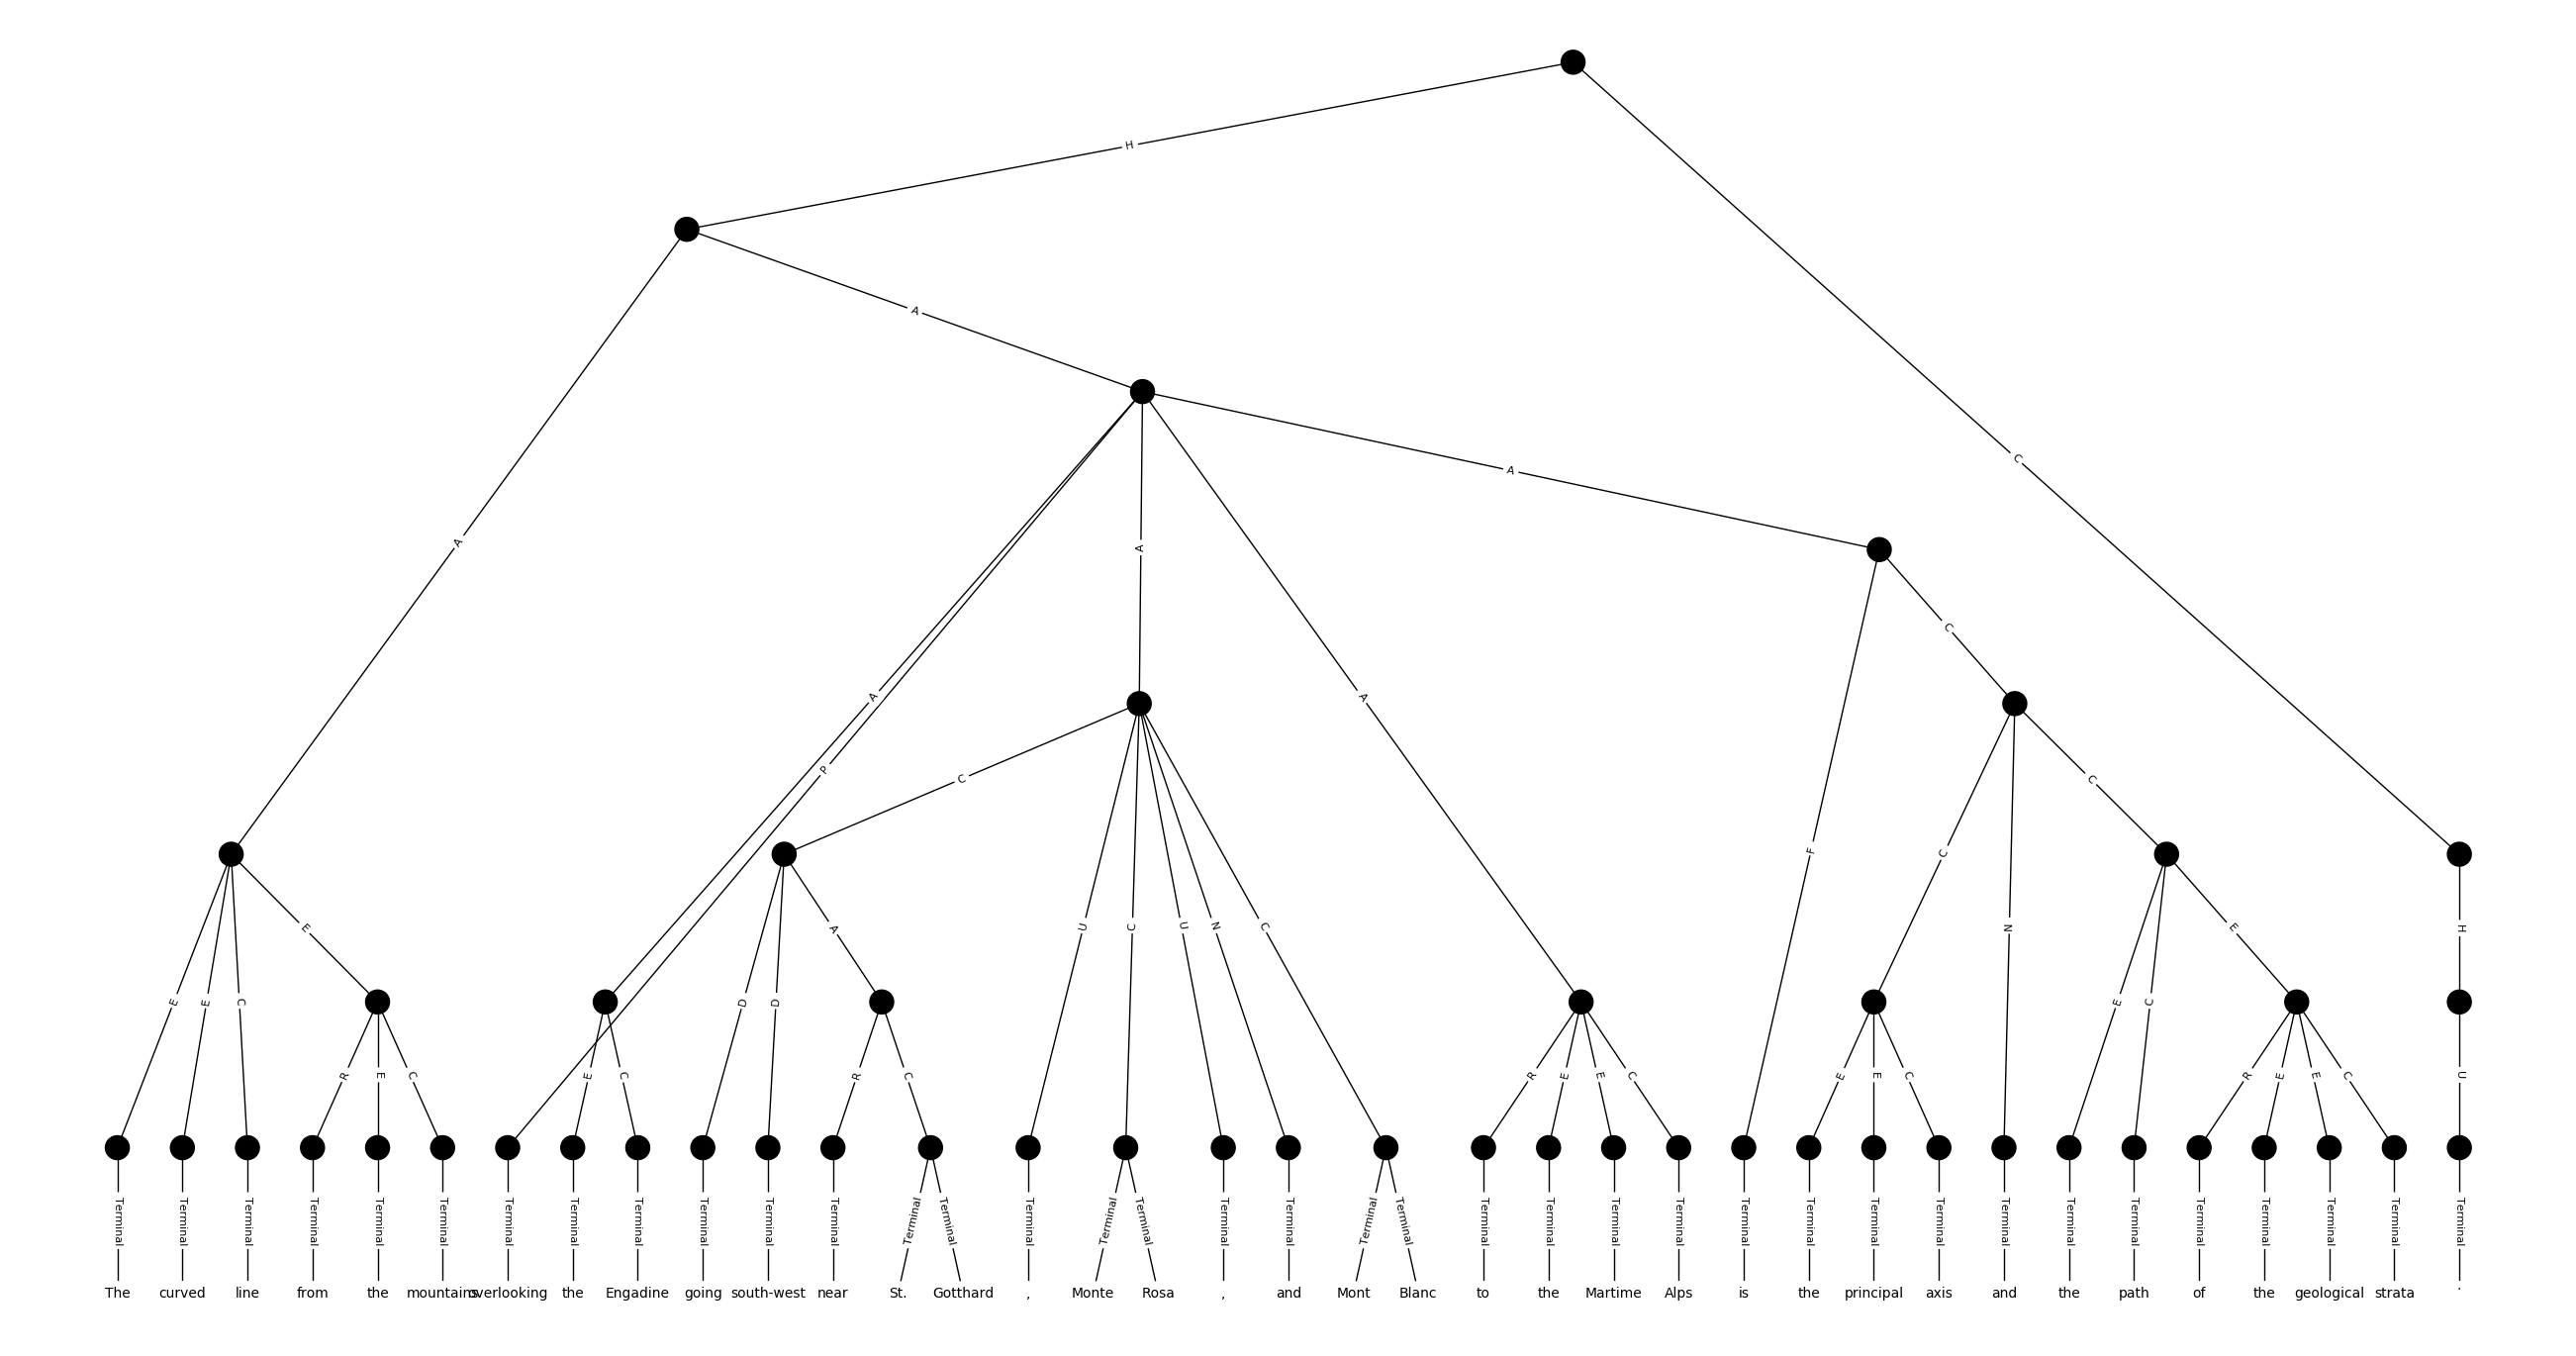 H
C
A
A
A
A
A
A
P
C
F
C
C
U
C
U
N
C
C
N
C
E
E
C
E
D
D
A
E
C
E
H
R
E
C
E
C
R
C
R
E
E
C
E
E
C
R
E
E
C
U
Terminal Terminal Terminal Terminal Terminal Terminal Terminal Terminal Terminal Terminal Terminal Terminal Terminal Terminal Terminal Terminal Terminal Terminal Terminal Terminal Terminal Terminal Terminal Terminal Terminal Terminal Terminal Terminal Terminal Terminal Terminal Terminal Terminal Terminal Terminal Terminal Terminal
The curved line from the mountains overlooking the Engadine going south-west near St. Gotthard , Monte Rosa , and Mont Blanc to the Martime Alps is the principal axis and the path of the geological strata .